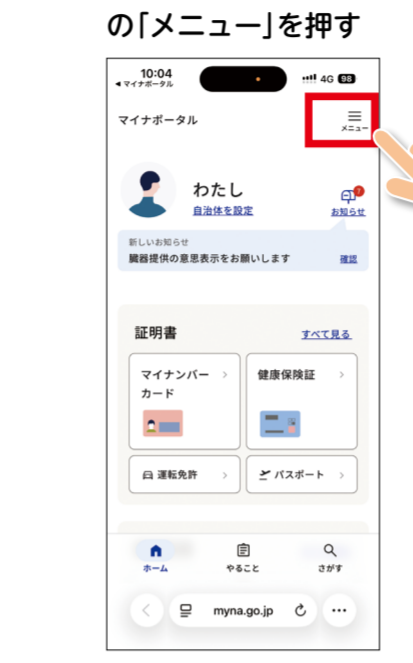 の「メニュー」を押す
10:04
◀ マイナポータル
4G 98
マイナポータル
メニュー
わたし
自治体を設定
7
お知らせ
新しいお知らせ
臓器提供の意思表示をお願いします
確認
証明書
すべて見る
マイナンバー
カード
健康保険証
運転免許
パスポート
ホーム
やること
さがす
myna.go.jp